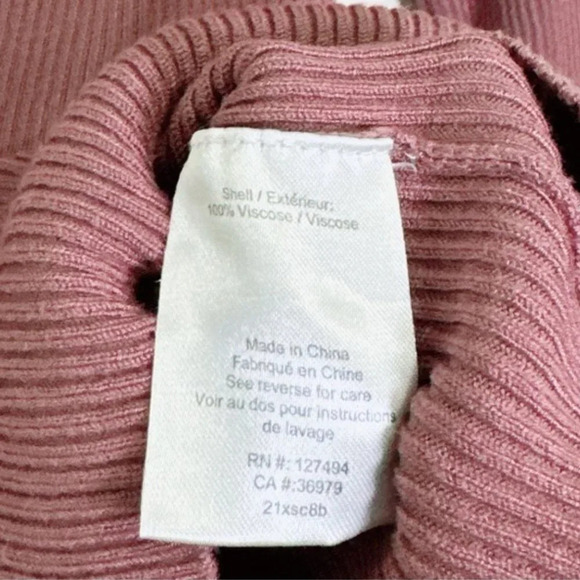 Shell / Extérieur:
100% Viscose / Viscose
Made in China
Fabriqué en Chine
See reverse for care
Voir au dos pour instructions
de lavage
RN #: 127494
CA #:36979
21xsc8b